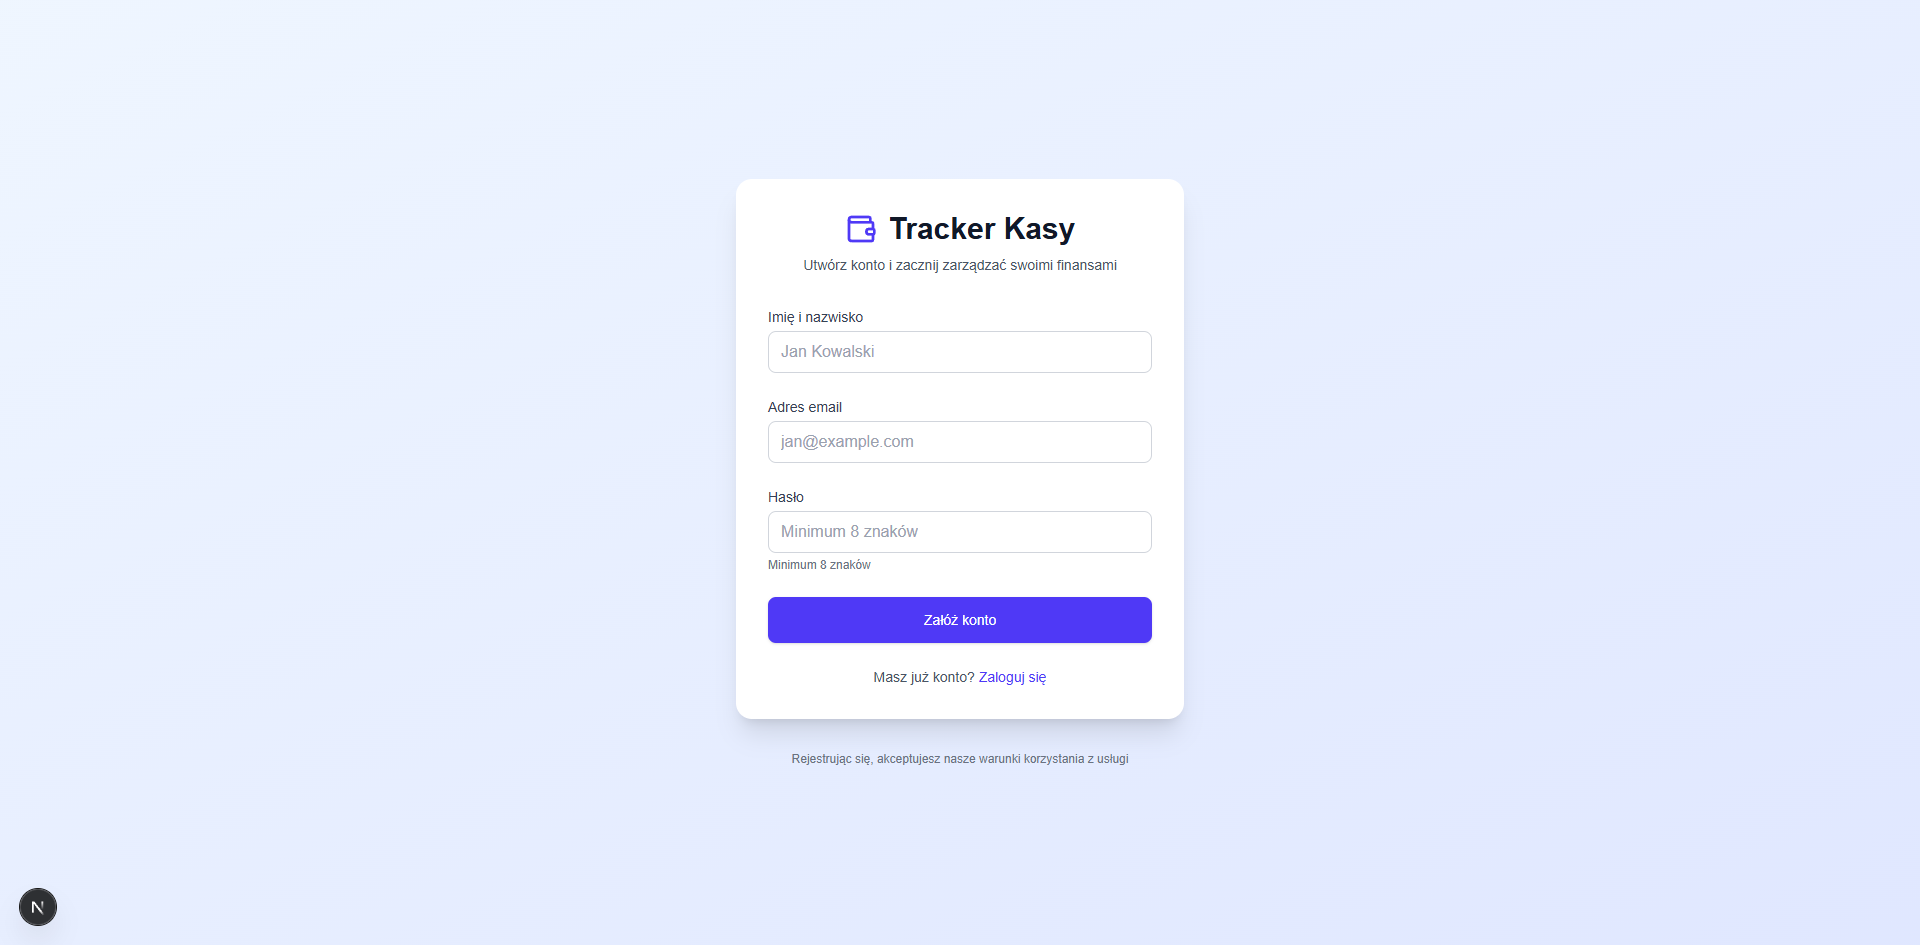 Tracker Kasy
Utwórz konto i zacznij zarządzać swoimi finansami
Imię i nazwisko
Jan Kowalski
Adres email
jan@example.com
Hasło
Minimum 8 znaków
Minimum 8 znaków
Załóż konto
Masz już konto? Zaloguj się
Rejestrując się, akceptujesz nasze warunki korzystania z usługi
N